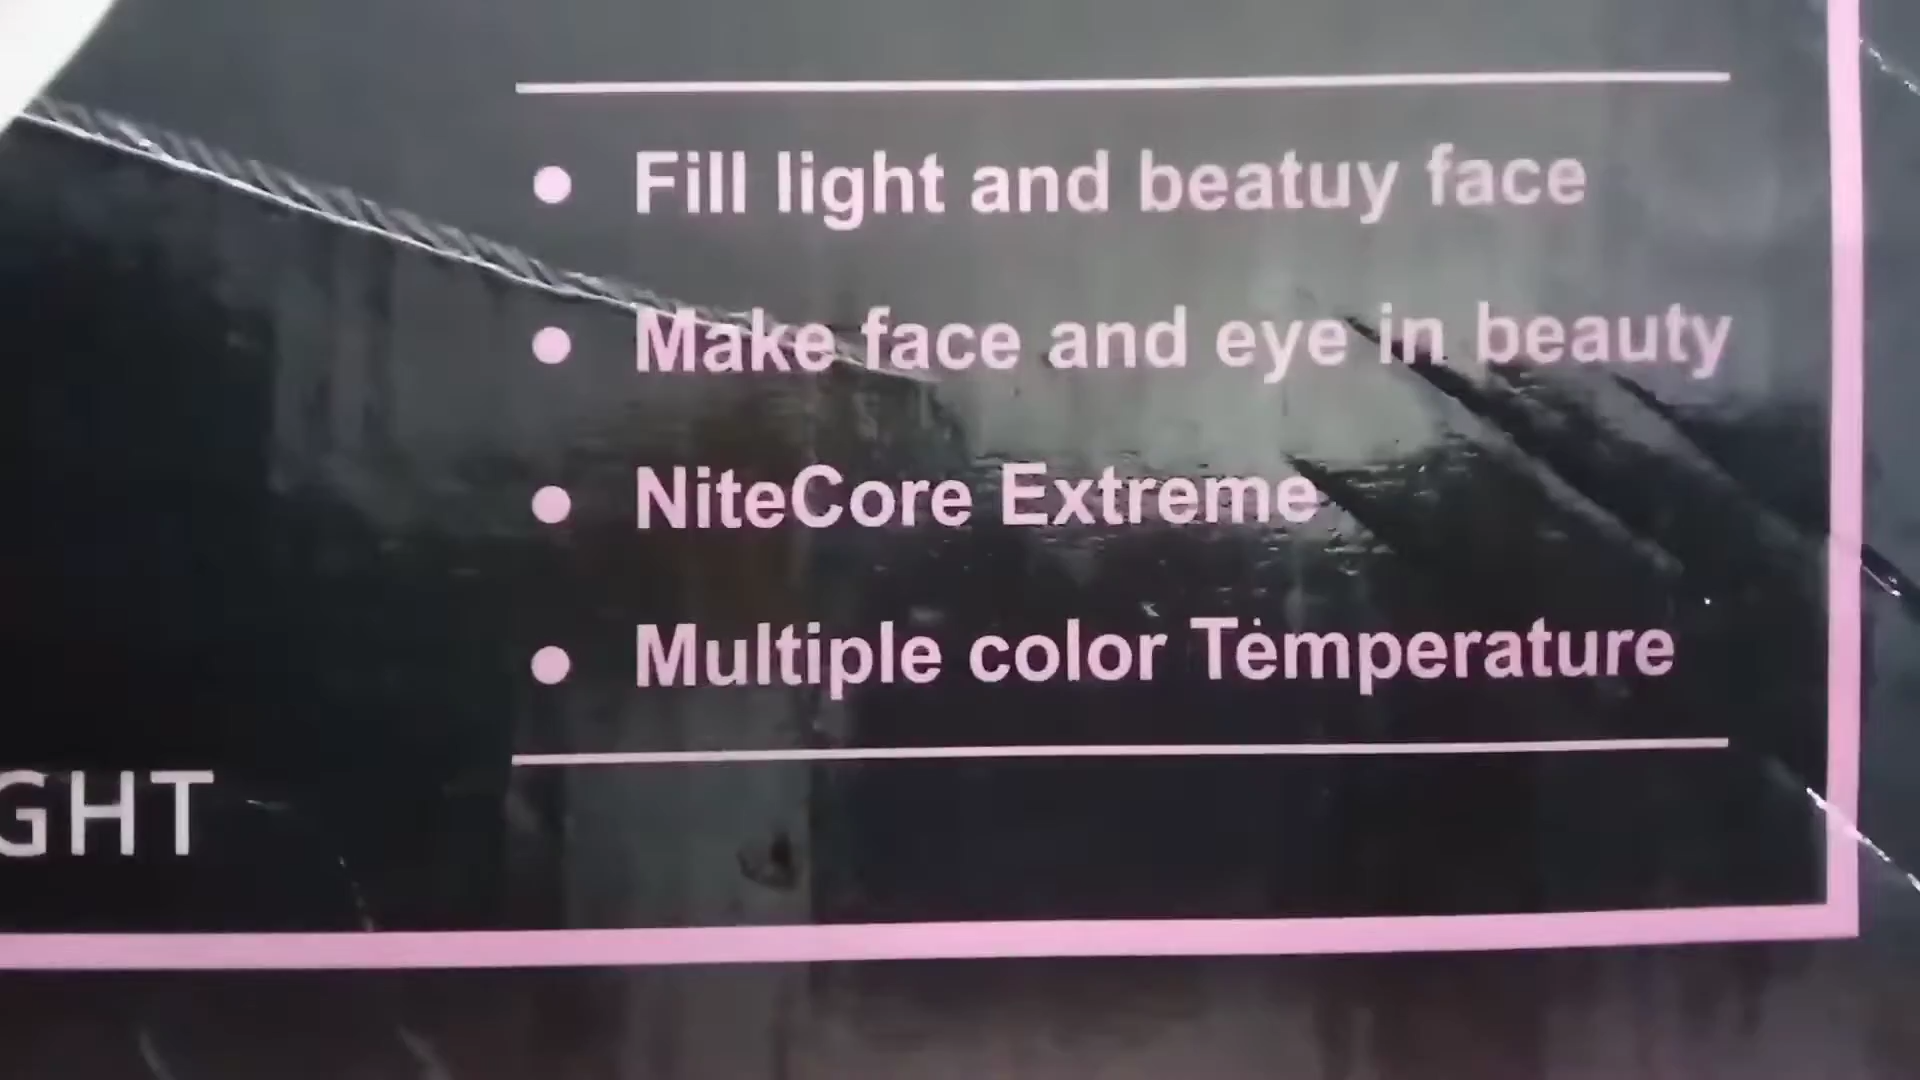 Fill light and beatuy face
Make face and eye in beauty
NiteCore Extreme
Multiple color Temperature
GHT